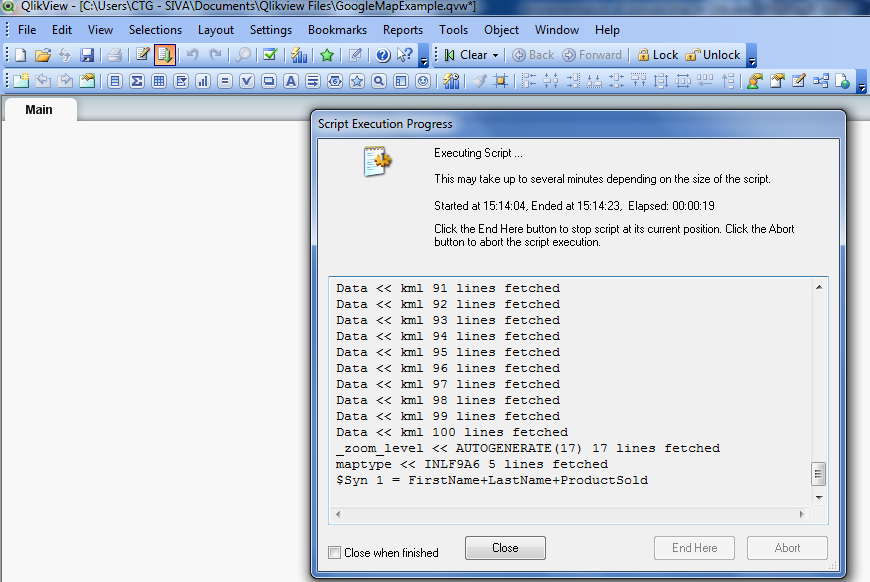 QlikView - [C:\Users\CTG - SIVA\Documents\Qlikview Files\GoogleMapExample.qvw*]
File Edit View Selections Layout Settings Bookmarks Reports Tools Object Window Help
Clear Back Forward Lock Unlock
Main
Script Execution Progress
Executing Script ...
This may take up to several minutes depending on the size of the script.
Started at 15:14:04, Ended at 15:14:23, Elapsed: 00:00:19
Click the End Here button to stop script at its current position. Click the Abort
button to abort the script execution.
Data << kml 91 lines fetched
Data << kml 92 lines fetched
Data << kml 93 lines fetched
Data << kml 94 lines fetched
Data << kml 95 lines fetched
Data << kml 96 lines fetched
Data << kml 97 lines fetched
Data << kml 98 lines fetched
Data << kml 99 lines fetched
Data << kml 100 lines fetched
_zoom_level << AUTOGENERATE(17) 17 lines fetched
maptype << INLF9A6 5 lines fetched
$Syn 1 = FirstName+LastName+ProductSold
Close when finished Close End Here Abort